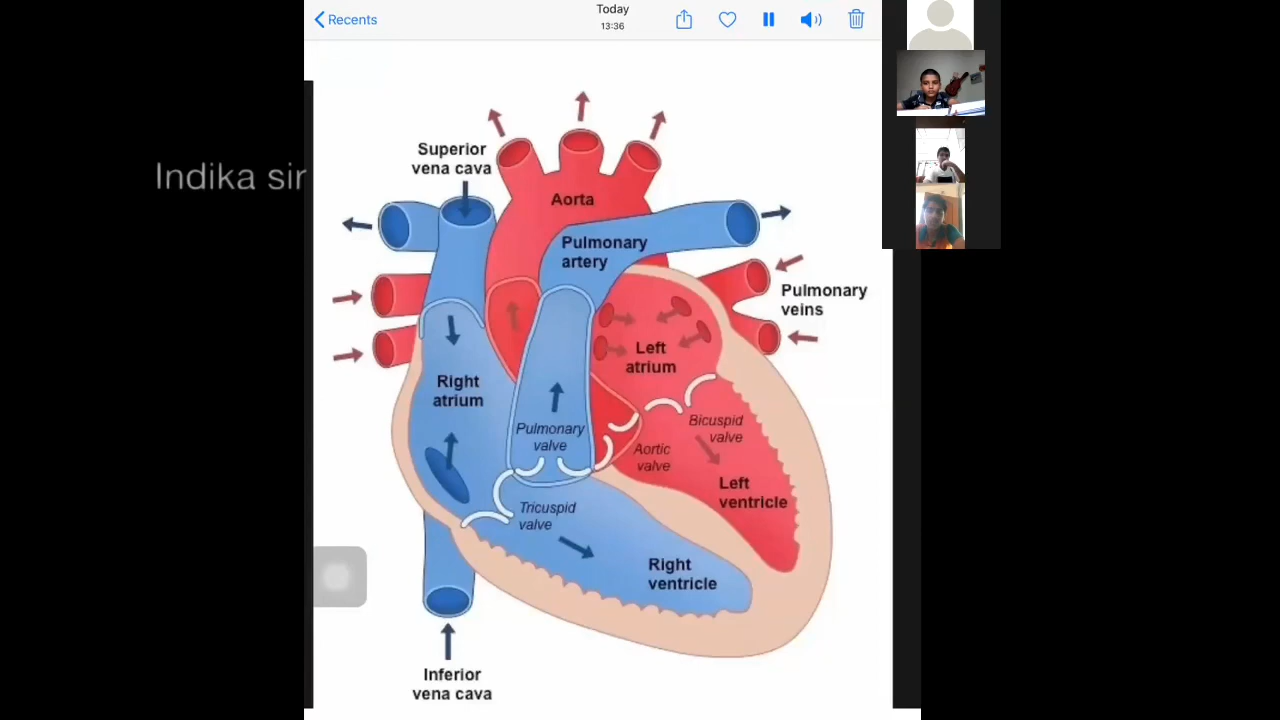 Recents
Today
13:36
Indika sir
Superior
vena cava
Aorta
Pulmonary
artery
Pulmonary
veins
Left
atrium
Right
atrium
Pulmonary
valve
Bicuspid
valve
Aortic
valve
Left
ventricle
Tricuspid
valve
Right
ventricle
Inferior
vena cava